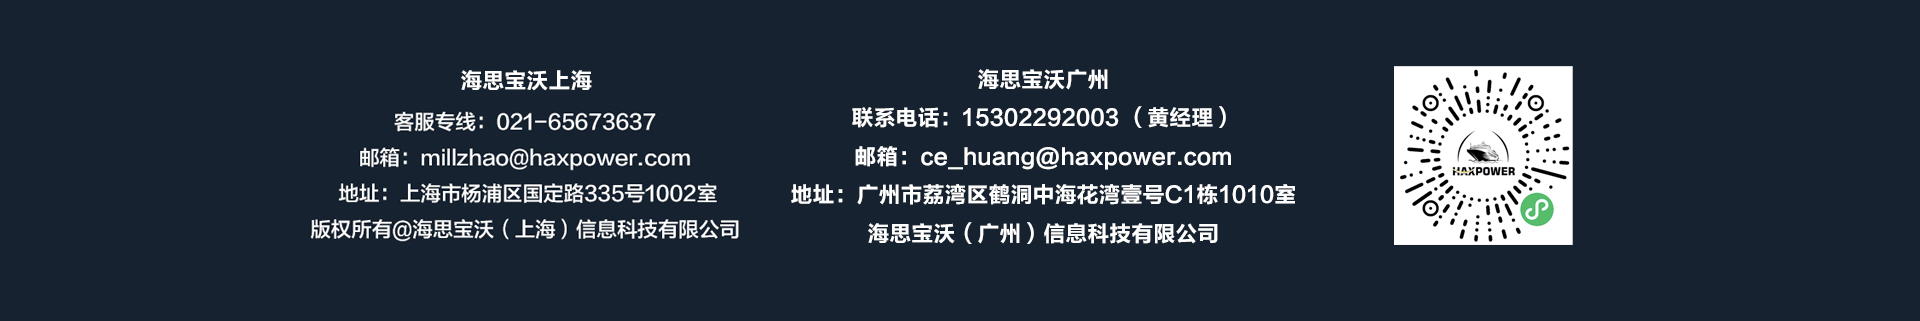 海思宝沃上海
客服专线：021-65673637
邮箱：millzhao@haxpower.com
地址：上海市杨浦区国定路335号1002室
版权所有@海思宝沃（上海）信息科技有限公司
海思宝沃广州
联系电话：15302292003（黄经理）
邮箱：ce_huang@haxpower.com
地址：广州市荔湾区鹤洞中海花湾壹号C1栋1010室
海思宝沃（广州）信息科技有限公司
HAXPOWER